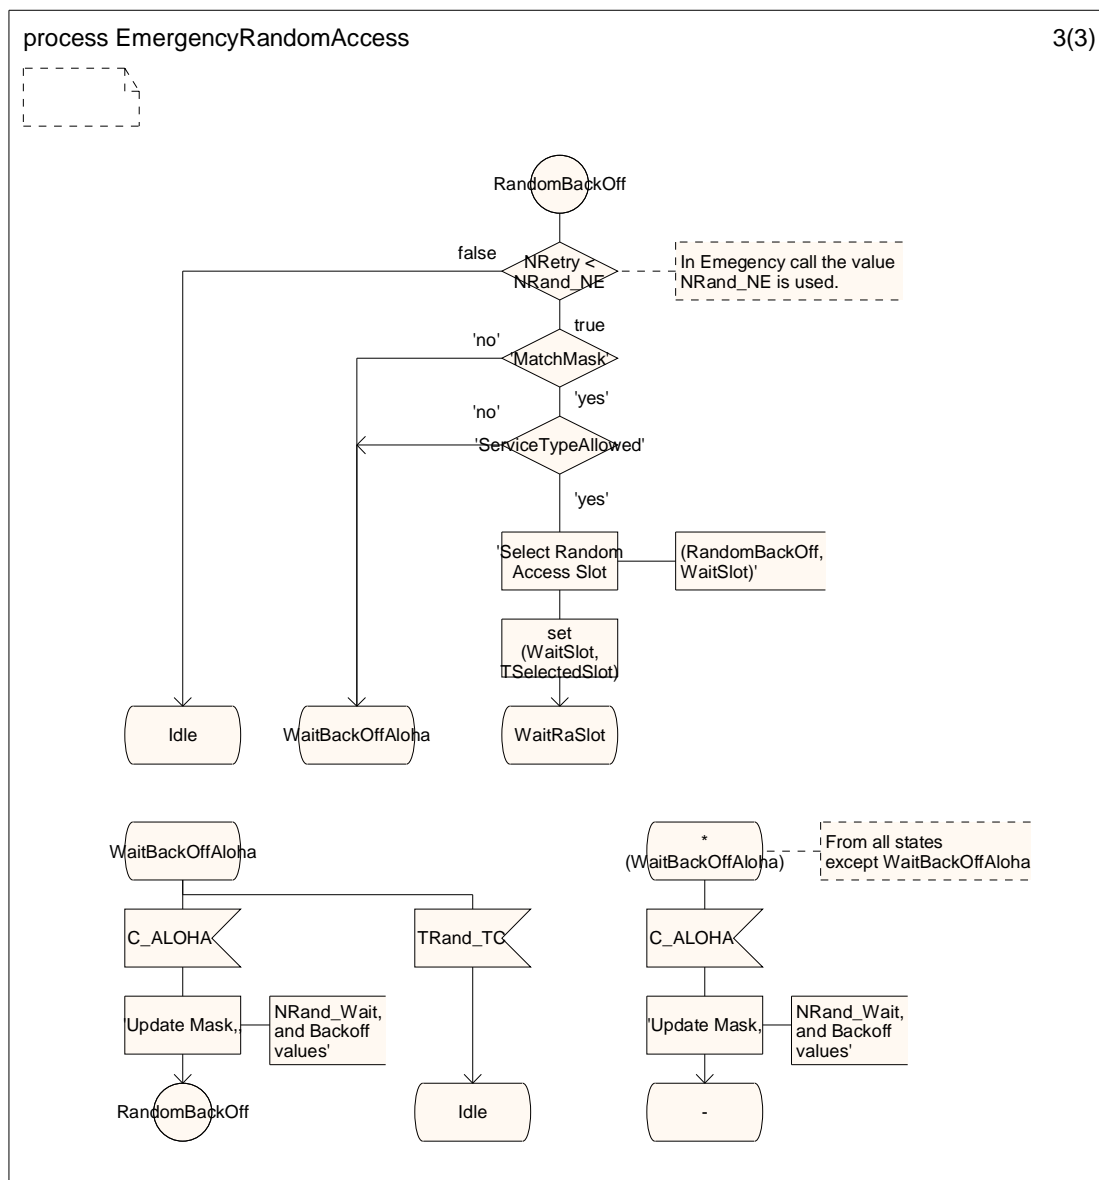 process EmergencyRandomAccess
3(3)
RandomBackOff
false
NRetry <
NRand_NE
In Emegency call the value
NRand_NE is used.
true
'no'
'MatchMask'
'yes'
'no'
'ServiceTypeAllowed'
'yes'
'Select Random
Access Slot
(RandomBackOff,
WaitSlot)'
set
(WaitSlot,
TSelectedSlot)
Idle
WaitBackOffAloha
WaitRaSlot
WaitBackOffAloha
*
(WaitBackOffAloha)
From all states
except WaitBackOffAloha
C_ALOHA
TRand_TC
C_ALOHA
'Update Mask,,
NRand_Wait,
and Backoff
values'
'Update Mask,
NRand_Wait,
and Backoff
values'
RandomBackOff
Idle
-